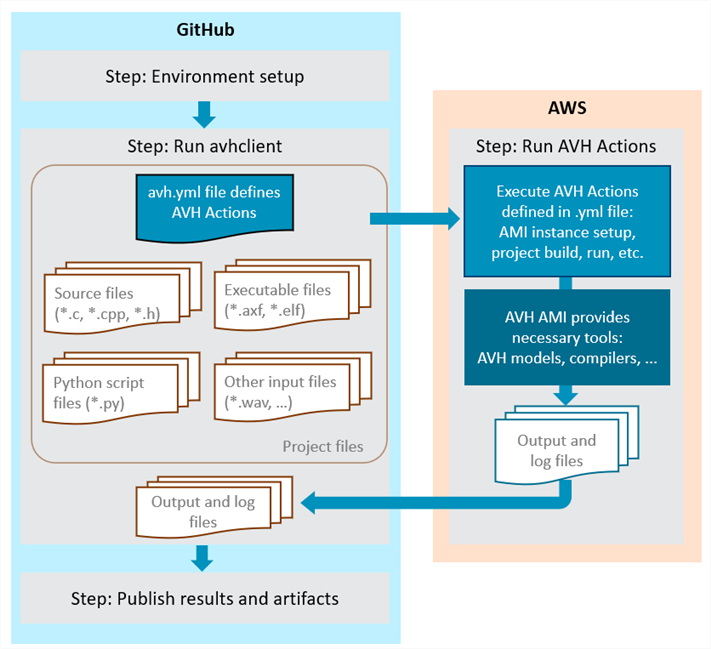 GitHub
Step: Environment setup
Step: Run avhclient
avh.yml file defines
AVH Actions
Source files
(*.c, *.cpp, *.h)
Executable files
(*.axf, *.elf)
Python script
files (*.py)
Other input files
(*.wav, ...)
Project files
Output and log
files
Step: Publish results and artifacts
AWS
Step: Run AVH Actions
Execute AVH Actions
defined in .yml file:
AMI instance setup,
project build, run, etc.
AVH AMI provides
necessary tools:
AVH models, compilers, ...
Output and
log files